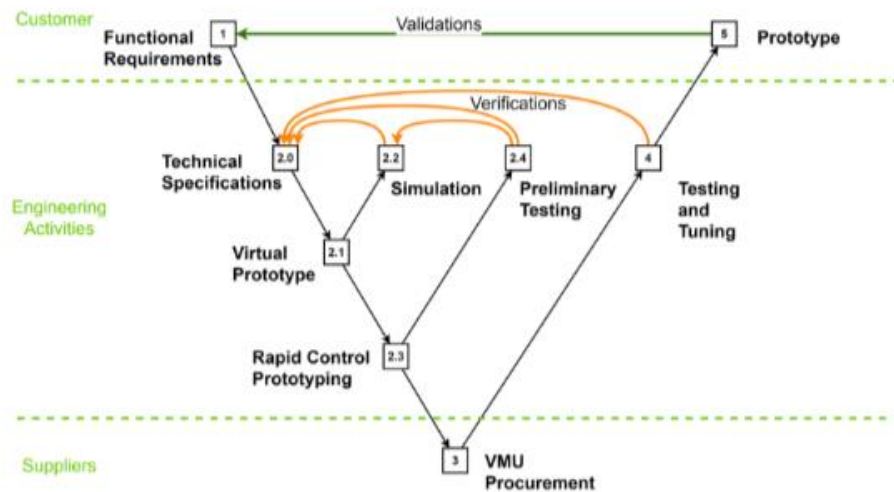 Customer
Functional
Requirements
1
Validations
5
Prototype
Verifications
Technical
Specifications
2.0
2.2
Simulation
2.4
Preliminary
Testing
4
Testing
and
Tuning
Engineering
Activities
Virtual
Prototype
2.1
Rapid Control
Prototyping
2.3
Suppliers
3
VMU
Procurement